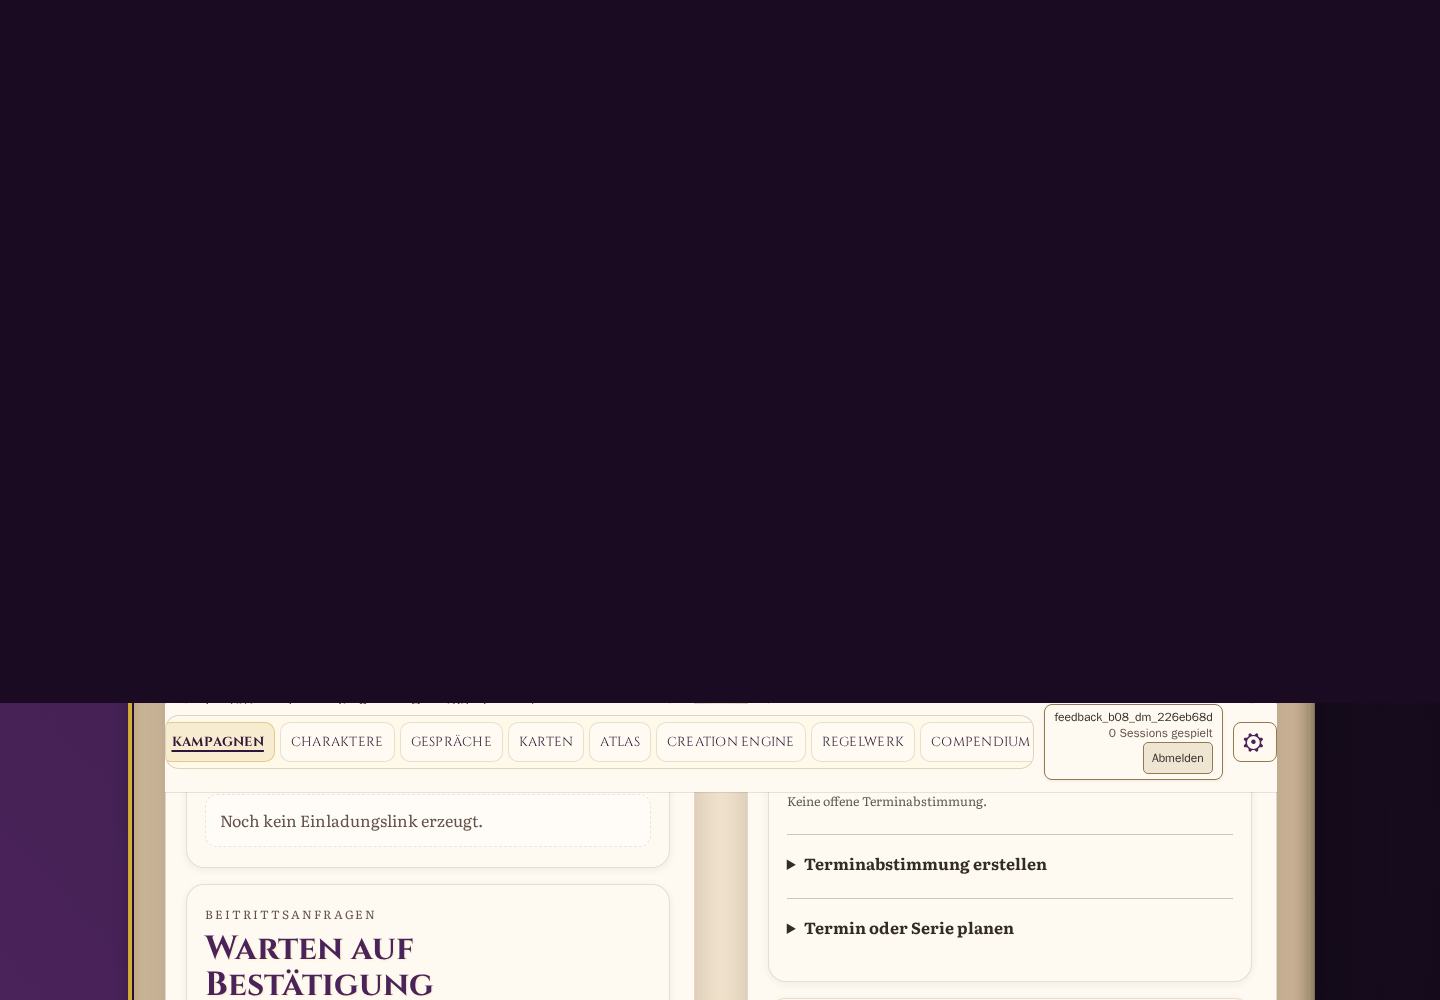 KAMPAGNEN
CHARAKTERE
GESPRÄCHE
KARTEN
ATLAS
CREATION ENGINE
REGELWERK
COMPENDIUM
feedback_b08_dm_226eb68d
0 Sessions gespielt
Abmelden
Noch kein Einladungslink erzeugt.
BEITRITTSANFRAGEN
WARTEN AUF
BESTÄTIGUNG
Keine offene Terminabstimmung.
Terminabstimmung erstellen
Termin oder Serie planen